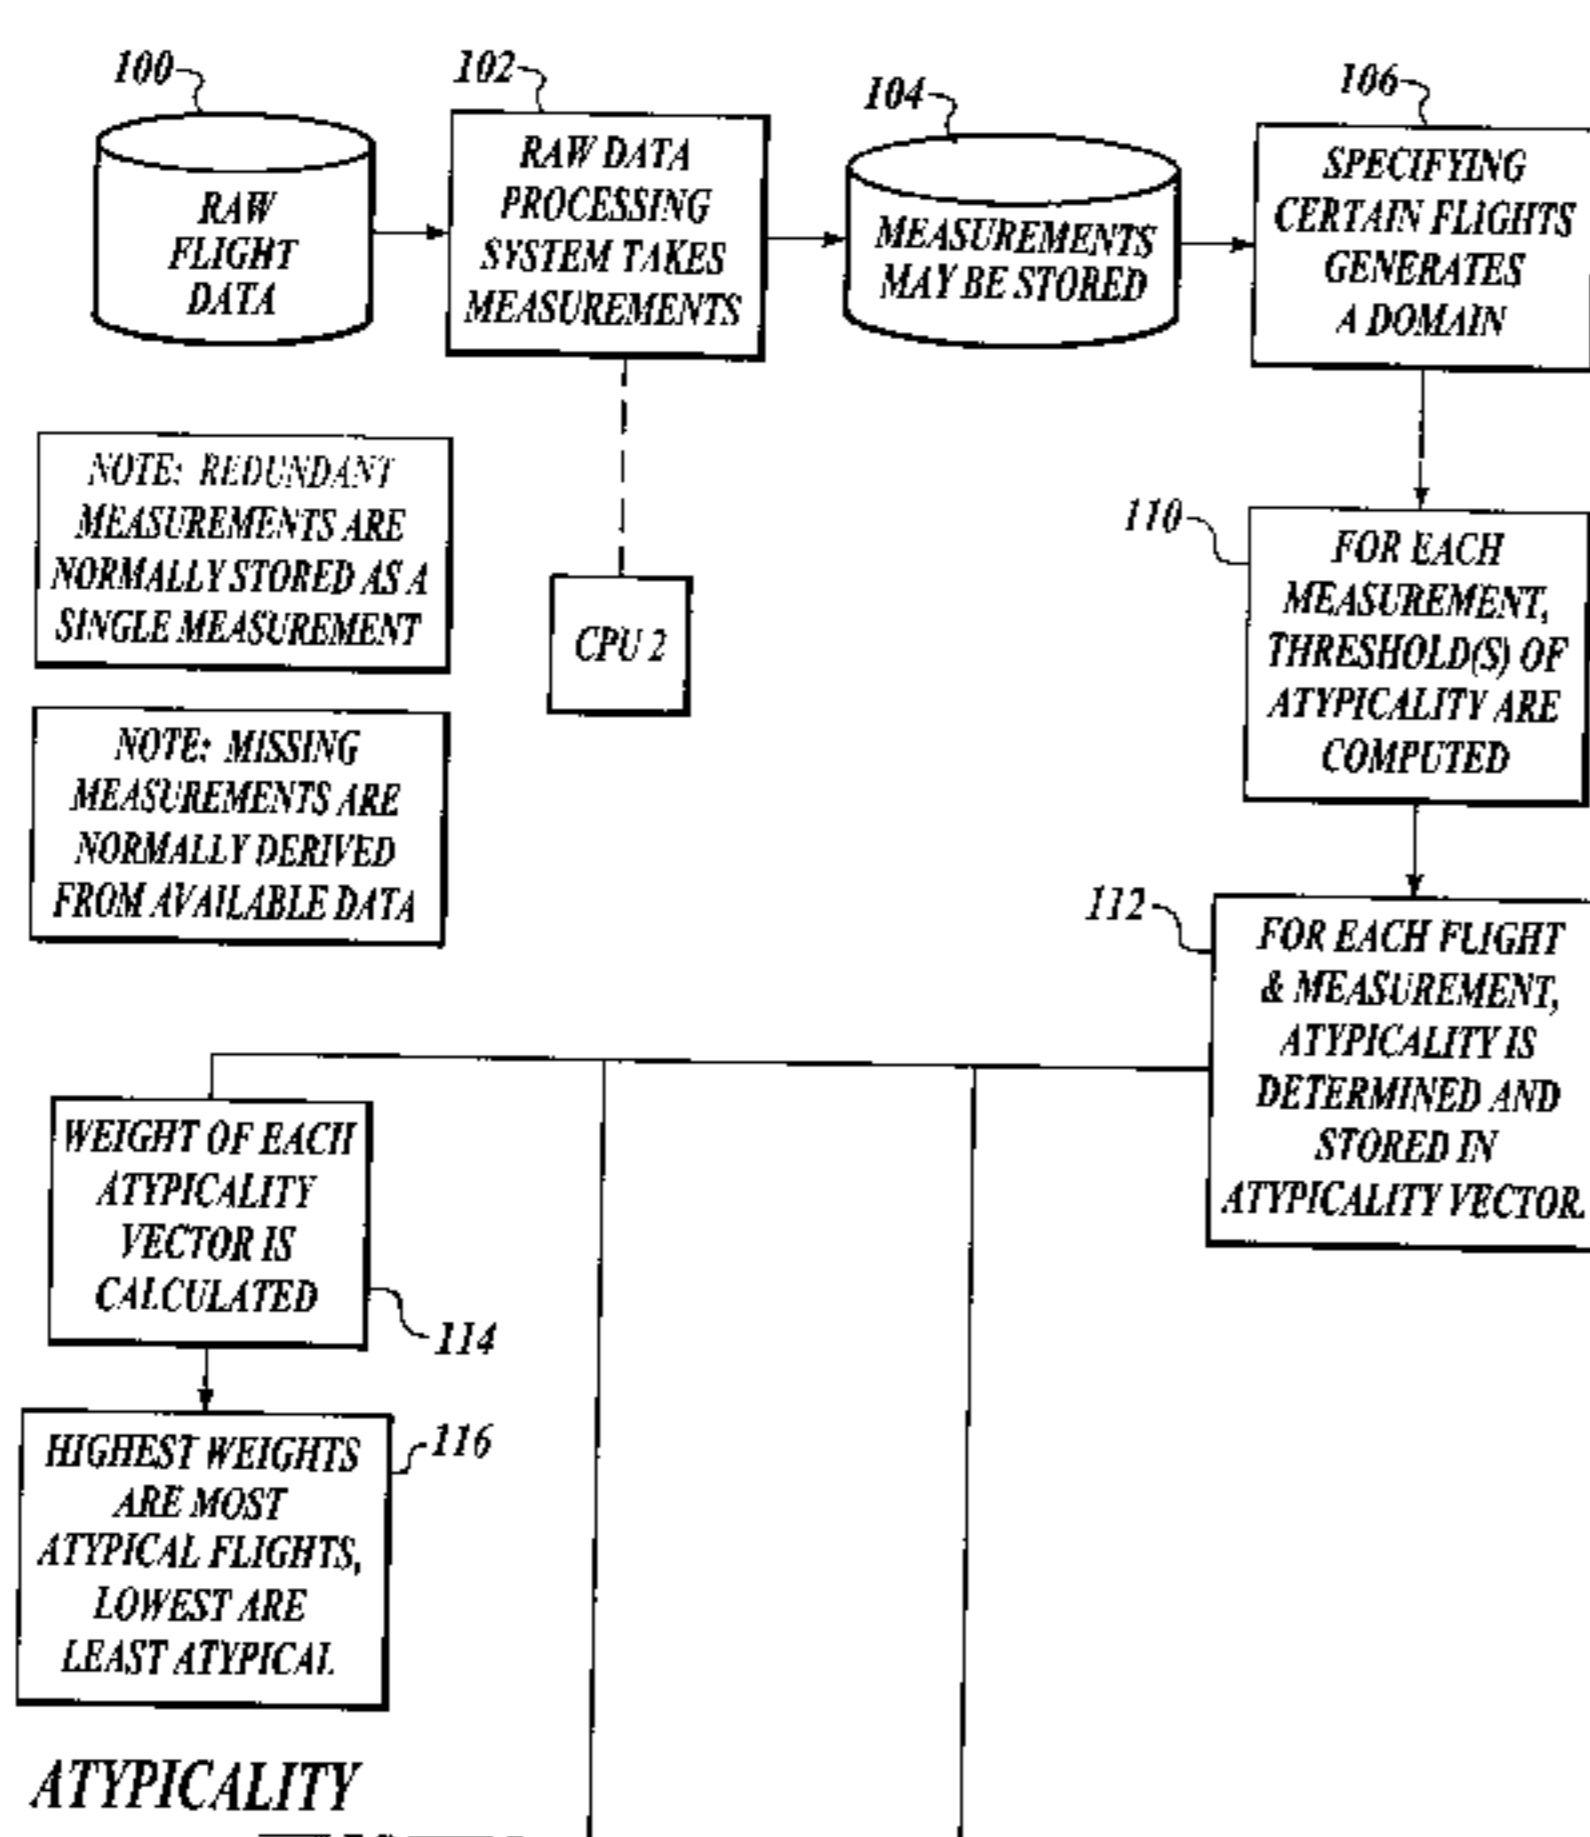 100
RAW
FLIGHT
DATA
102
RAW DATA
PROCESSING
SYSTEM TAKES
MEASUREMENTS
104
MEASUREMENTS
MAY BE STORED
106
SPECIFYING
CERTAIN FLIGHTS
GENERATES
A DOMAIN
NOTE: REDUNDANT
MEASUREMENTS ARE
NORMALLY STORED AS A
SINGLE MEASUREMENT
CPU 2
110
FOR EACH
MEASUREMENT,
THRESHOLD(S) OF
ATYPICALITY ARE
COMPUTED
NOTE: MISSING
MEASUREMENTS ARE
NORMALLY DERIVED
FROM AVAILABLE DATA
112
FOR EACH FLIGHT
& MEASUREMENT,
ATYPICALITY IS
DETERMINED AND
STORED IN
ATYPICALITY VECTOR.
WEIGHT OF EACH
ATYPICALITY
VECTOR IS
CALCULATED
114
HIGHEST WEIGHTS
ARE MOST
ATYPICAL FLIGHTS,
LOWEST ARE
LEAST ATYPICAL
116
ATYPICALITY